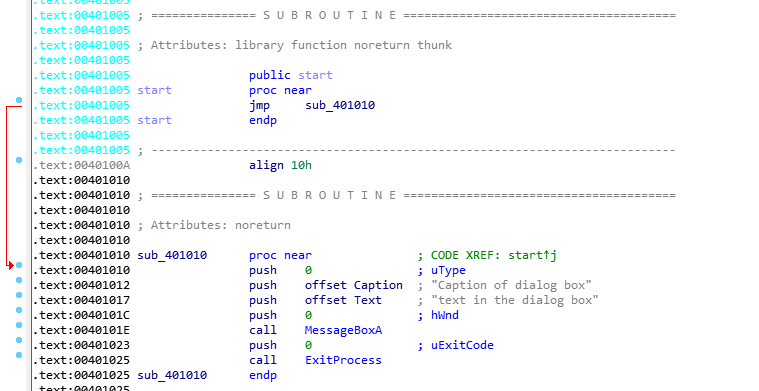 .text:00401005
.text:00401005 ; =============== S U B R O U T I N E =======================================
.text:00401005
.text:00401005 ; Attributes: library function noreturn thunk
.text:00401005
.text:00401005 public start
.text:00401005 start proc near
.text:00401005 jmp sub_401010
.text:00401005 start endp
.text:00401005
.text:00401005 ; ---------------------------------------------------------------------------
.text:0040100A align 10h
.text:00401010
.text:00401010 ; =============== S U B R O U T I N E =======================================
.text:00401010
.text:00401010 ; Attributes: noreturn
.text:00401010
.text:00401010 sub_401010 proc near ; CODE XREF: start↑j
.text:00401010 push 0 ; uType
.text:00401012 push offset Caption ; "Caption of dialog box"
.text:00401017 push offset Text ; "text in the dialog box"
.text:0040101C push 0 ; hWnd
.text:0040101E call MessageBoxA
.text:00401023 push 0 ; uExitCode
.text:00401025 call ExitProcess
.text:00401025 sub_401010 endp
.text:00401025